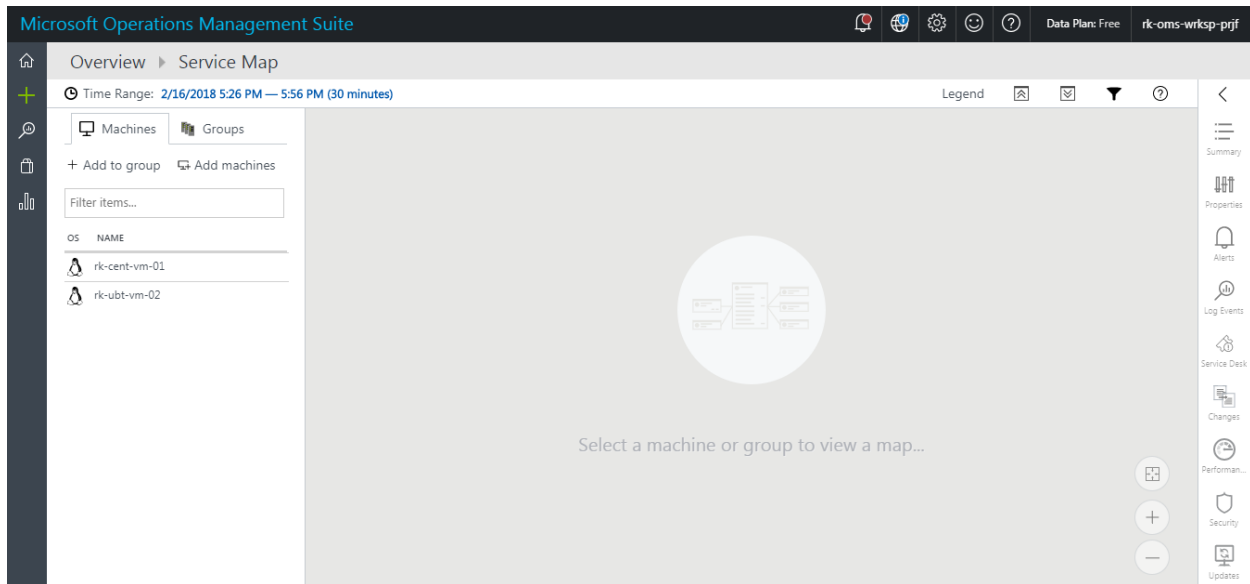 Microsoft Operations Management Suite
Data Plan: Free
rk-oms-wrksp-prjf
Overview
Service Map
Time Range: 2/16/2018 5:26 PM — 5:56 PM (30 minutes)
Legend
Machines
Groups
+ Add to group
Add machines
Filter items...
OS NAME
rk-cent-vm-01
rk-ubt-vm-02
Select a machine or group to view a map...
Summary
Properties
Alerts
Log Events
Service Desk
Changes
Performan...
Security
Updates